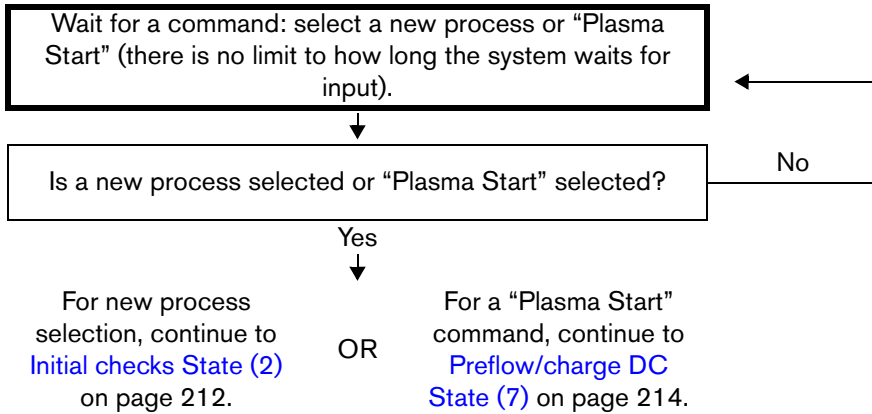 Wait for a command: select a new process or “Plasma
Start” (there is no limit to how long the system waits for
input).
Is a new process selected or “Plasma Start” selected?
No
Yes
For new process
selection, continue to
Initial checks State (2)
on page 212.
OR
For a “Plasma Start”
command, continue to
Preflow/charge DC
State (7) on page 214.